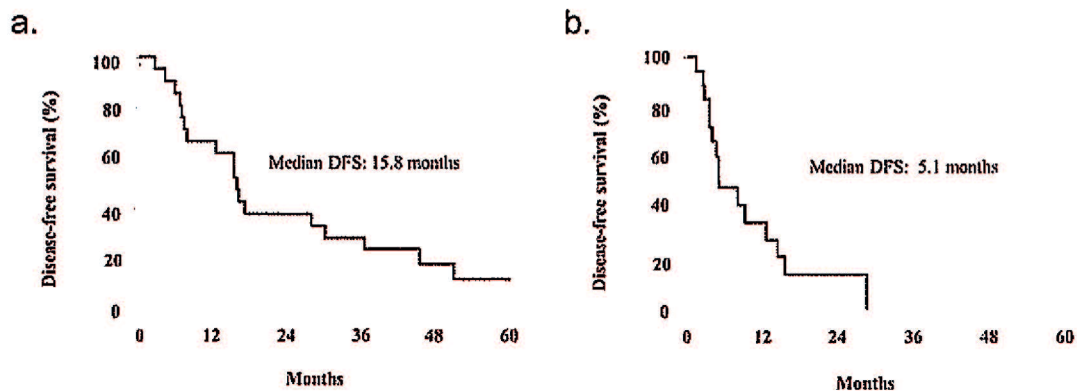 a.
100
80
60
40
20
0
Disease-free survival (%)
Median DFS: 15.8 months
0 12 24 36 48 60
Months
b.
100
80
60
40
20
0
Disease-free survival (%)
Median DFS: 5.1 months
0 12 24 36 48 60
Months